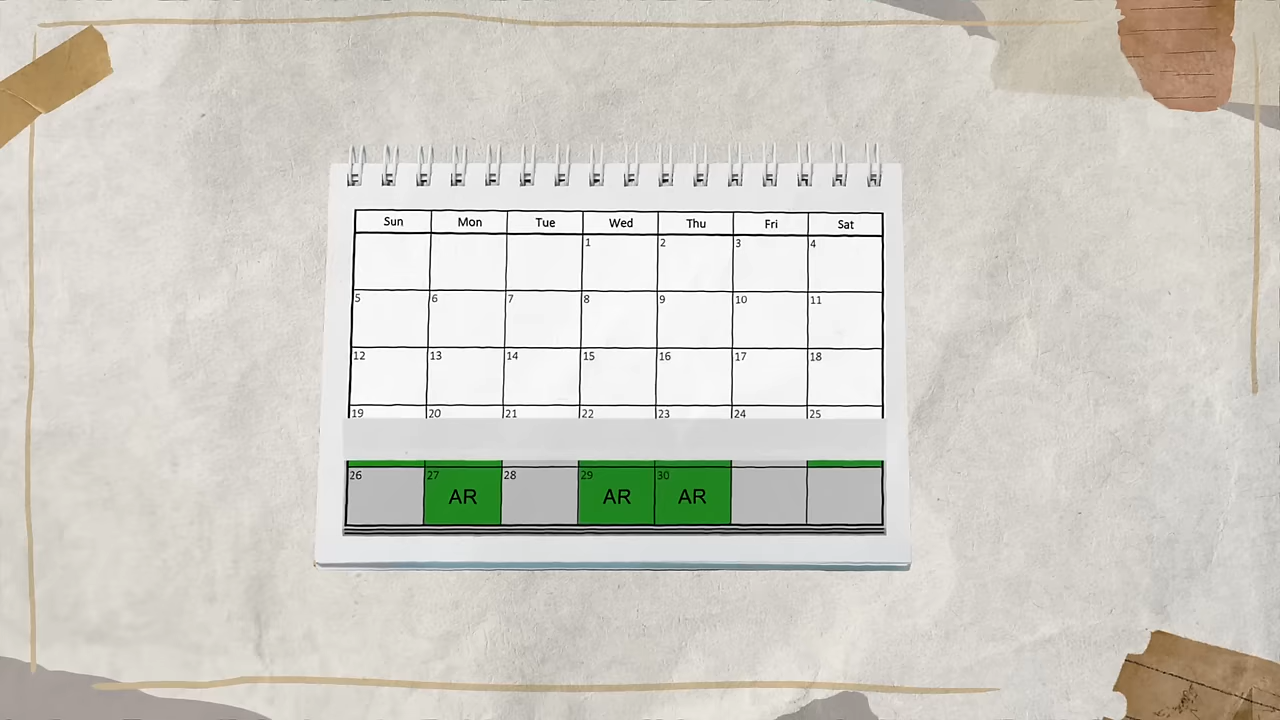 Sun Mon Tue Wed Thu Fri Sat
1 2 3 4
5 6 7 8 9 10 11
12 13 14 15 16 17 18
19 20 21 22 23 24 25
26 27 28 29 30
AR AR AR